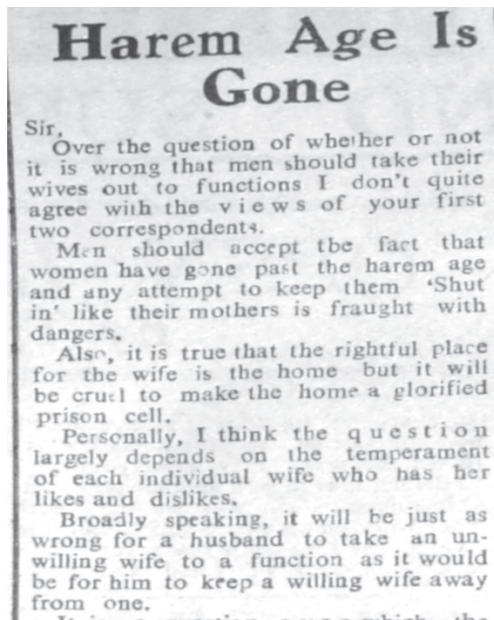 Harem Age Is
Gone
Sir,
Over the question of whether or not
it is wrong that men should take their
wives out to functions I don't quite
agree with the views of your first
two correspondents.
Men should accept tbe fact that
women have gone past the harem age
and any attempt to keep them 'Shut
in' like their mothers is fraught with
dangers.
Also, it is true that the rightful place
for the wife is the home but it will
be cruel to make the home a glorified
prison cell.
Personally, I think the question
largely depends on the temperament
of each individual wife who has her
likes and dislikes.
Broadly speaking, it will be just as
wrong for a husband to take an un-
willing wife to a function as it would
be for him to keep a willing wife away
from one.
It is a question which the